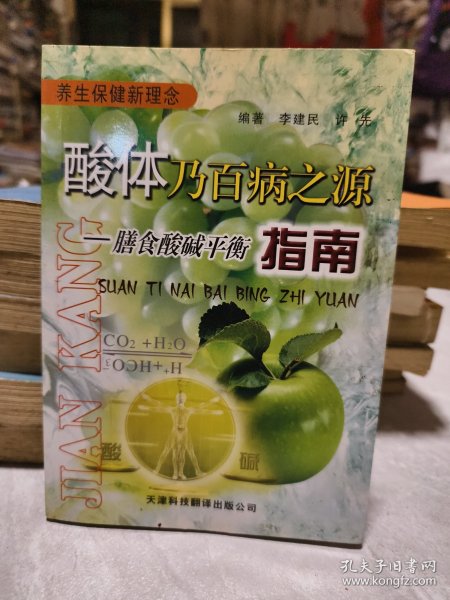 养生保健新理念
编著 李建民 许先
酸体乃百病之源
—膳食酸碱平衡 指南
SUAN TI NAI BAI BING ZHI YUAN
JIAN KANG
CO2 +H2O
H++HCO3
酸 碱
天津科技翻译出版公司
孔夫子旧书网
www.kongfz.com